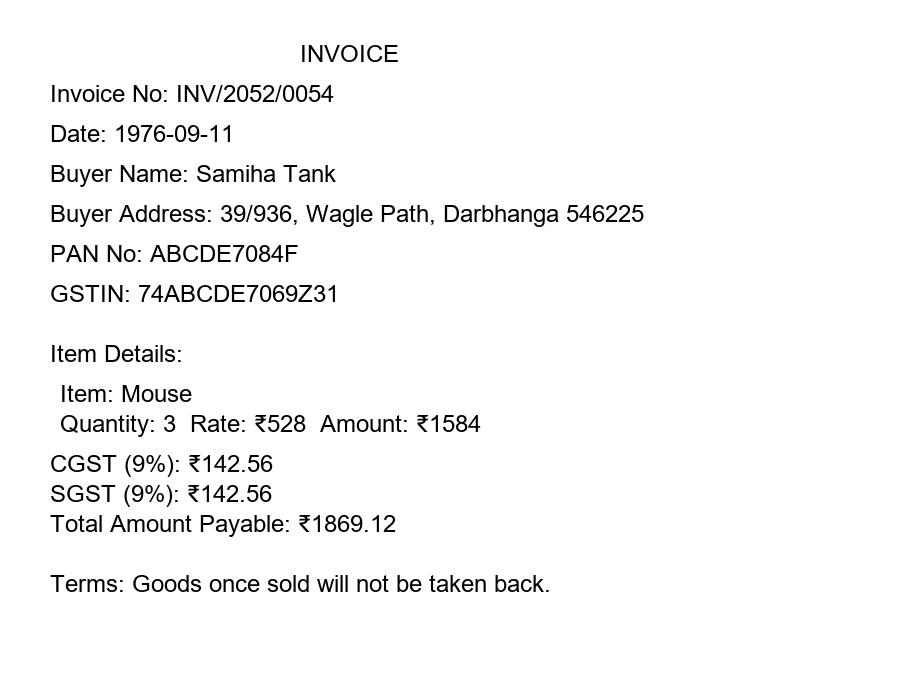 INVOICE
Invoice No: INV/2052/0054
Date: 1976-09-11
Buyer Name: Samiha Tank
Buyer Address: 39/936, Wagle Path, Darbhanga 546225
PAN No: ABCDE7084F
GSTIN: 74ABCDE7069Z31
Item Details:
Item: Mouse
Quantity: 3  Rate: ₹528  Amount: ₹1584
CGST (9%): ₹142.56
SGST (9%): ₹142.56
Total Amount Payable: ₹1869.12
Terms: Goods once sold will not be taken back.